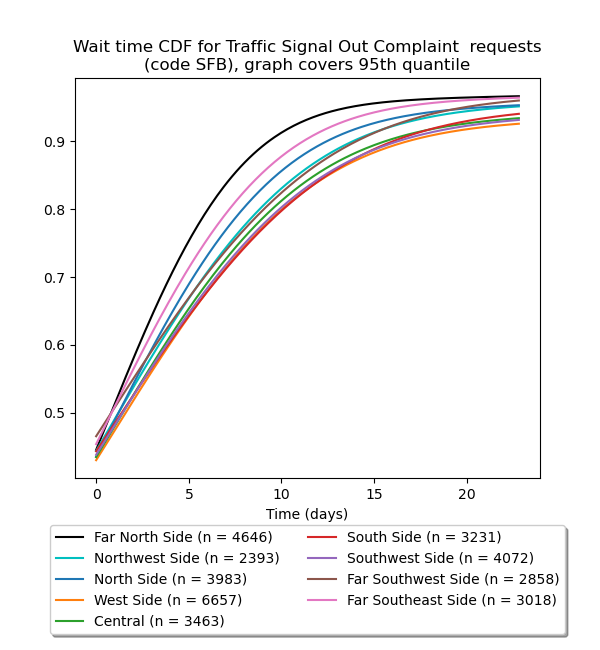 Wait time CDF for Traffic Signal Out Complaint  requests
(code SFB), graph covers 95th quantile
0.9
0.8
0.7
0.6
0.5
0
5
10
15
20
Time (days)
Far North Side (n = 4646)
Northwest Side (n = 2393)
North Side (n = 3983)
West Side (n = 6657)
Central (n = 3463)
South Side (n = 3231)
Southwest Side (n = 4072)
Far Southwest Side (n = 2858)
Far Southeast Side (n = 3018)